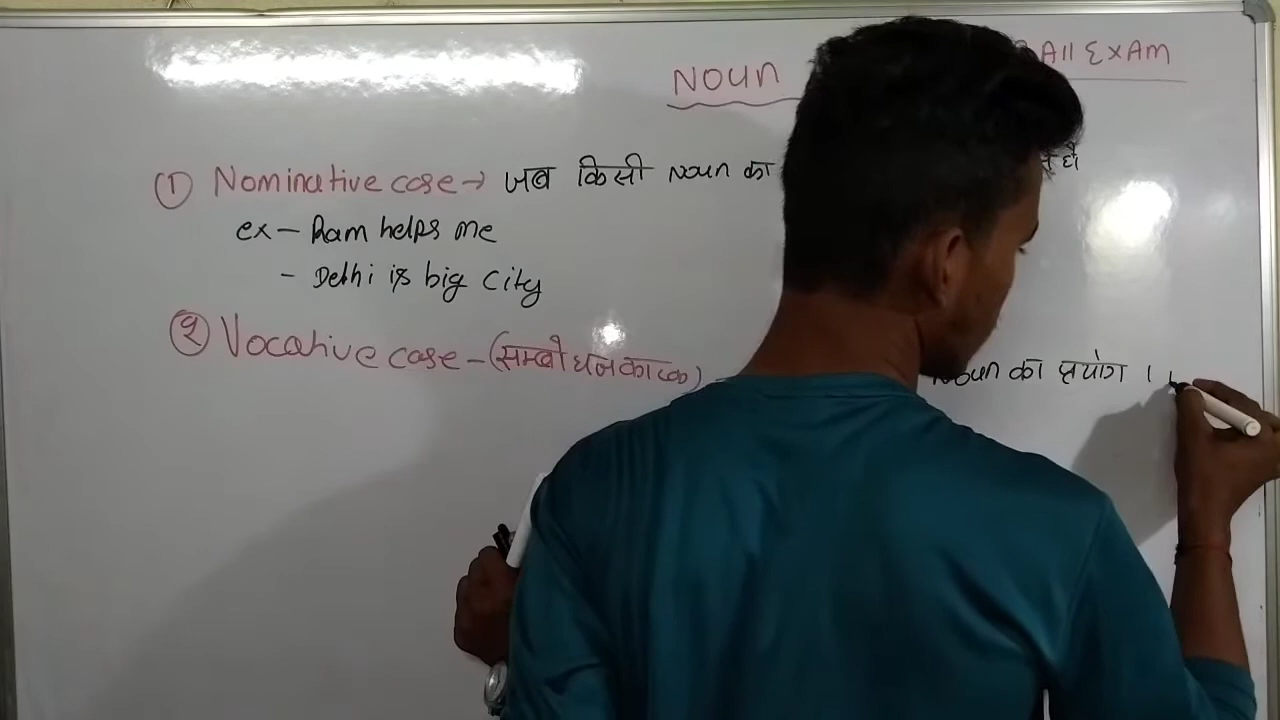 Noun All ExAm
① Nominative case → जब किसी Noun का
ex – Ram helps me
- Delhi is big City
② Vocative case – (सम्बोधन कारक) Noun का प्रयोग